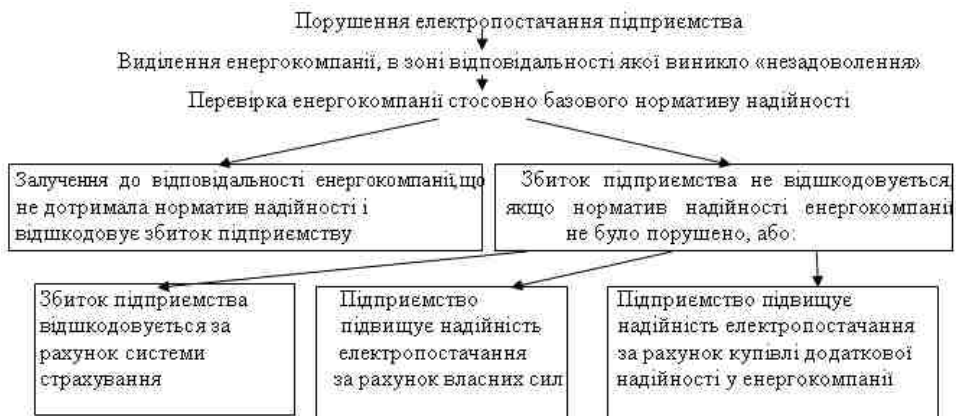 Порушення електропостачання підприємства
Виділення енергокомпанії, в зоні відповідальності якої виникло «незадоволення»
Перевірка енергокомпанії стосовно базового нормативу надійності
Залучення до відповідальності енергокомпанії,що
не дотримала норматив надійності і
відшкодовує збиток підприємству
Збиток підприємства не відшкодовується,
якщо норматив надійності енергокомпанії
не було порушено, або:
Збиток підприємства
відшкодовується за
рахунок системи
страхування
Підприємство
підвищує надійність
електропостачання
за рахунок власних сил
Підприємство підвищує
надійність електропостачання
за рахунок купівлі додаткової
надійності у енергокомпанії